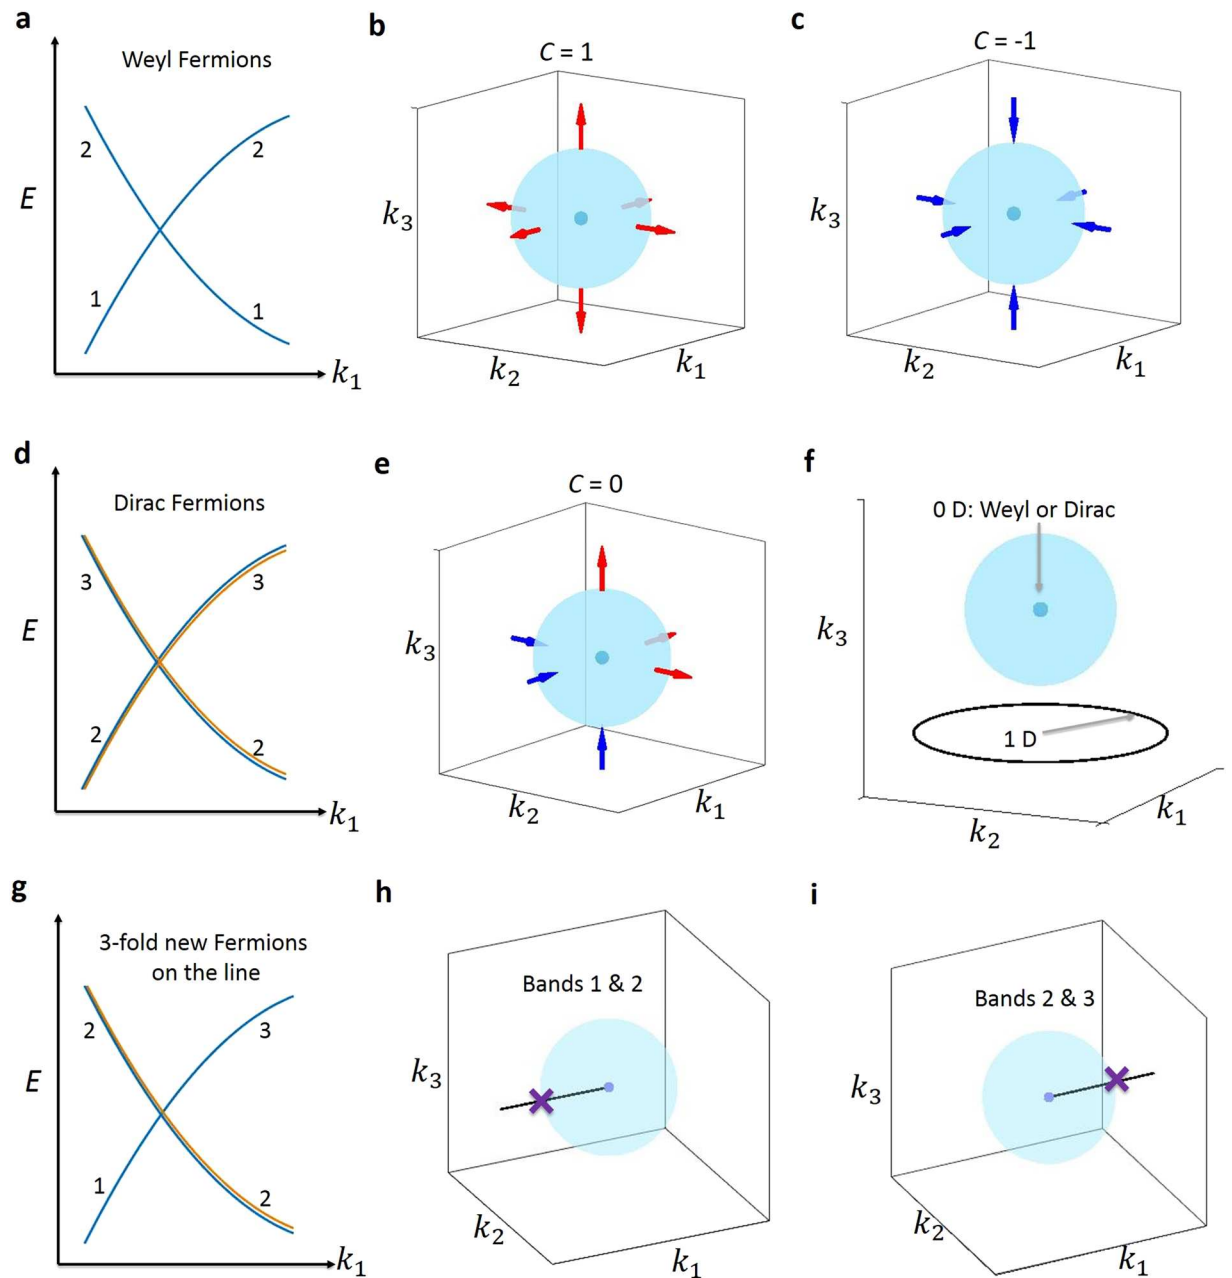 a
Weyl Fermions
2
2
E
1
1
k₁
b
C = 1
k₃
k₂
k₁
c
C = -1
k₃
k₂
k₁
d
Dirac Fermions
3
3
E
2
2
k₁
e
C = 0
k₃
k₂
k₁
f
0 D: Weyl or Dirac
k₃
1 D
k₂
k₁
g
3-fold new Fermions
on the line
2
3
E
1
2
k₁
h
Bands 1 & 2
k₃
k₂
k₁
i
Bands 2 & 3
k₃
k₂
k₁